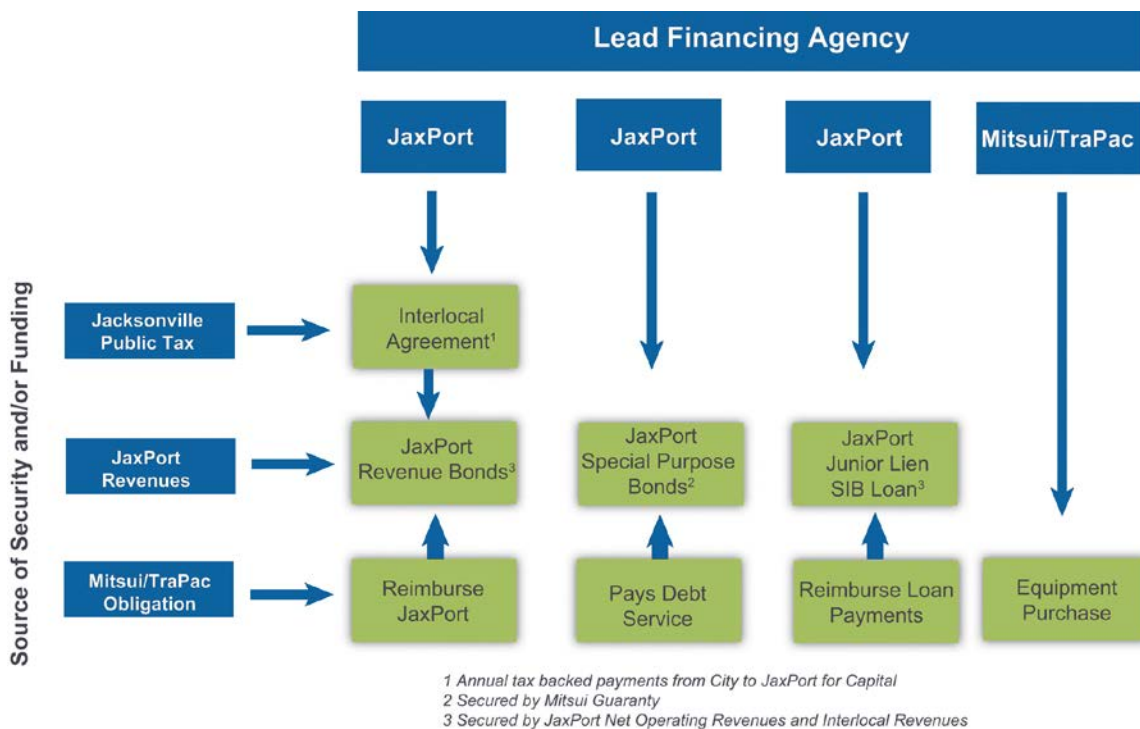 Lead Financing Agency
JaxPort
JaxPort
JaxPort
Mitsui/TraPac
Source of Security and/or Funding
Jacksonville
Public Tax
Interlocal
Agreement¹
JaxPort
Revenues
JaxPort
Revenue Bonds³
JaxPort
Special Purpose
Bonds²
JaxPort
Junior Lien
SIB Loan³
Mitsui/TraPac
Obligation
Reimburse
JaxPort
Pays Debt
Service
Reimburse Loan
Payments
Equipment
Purchase
1 Annual tax backed payments from City to JaxPort for Capital
2 Secured by Mitsui Guaranty
3 Secured by JaxPort Net Operating Revenues and Interlocal Revenues